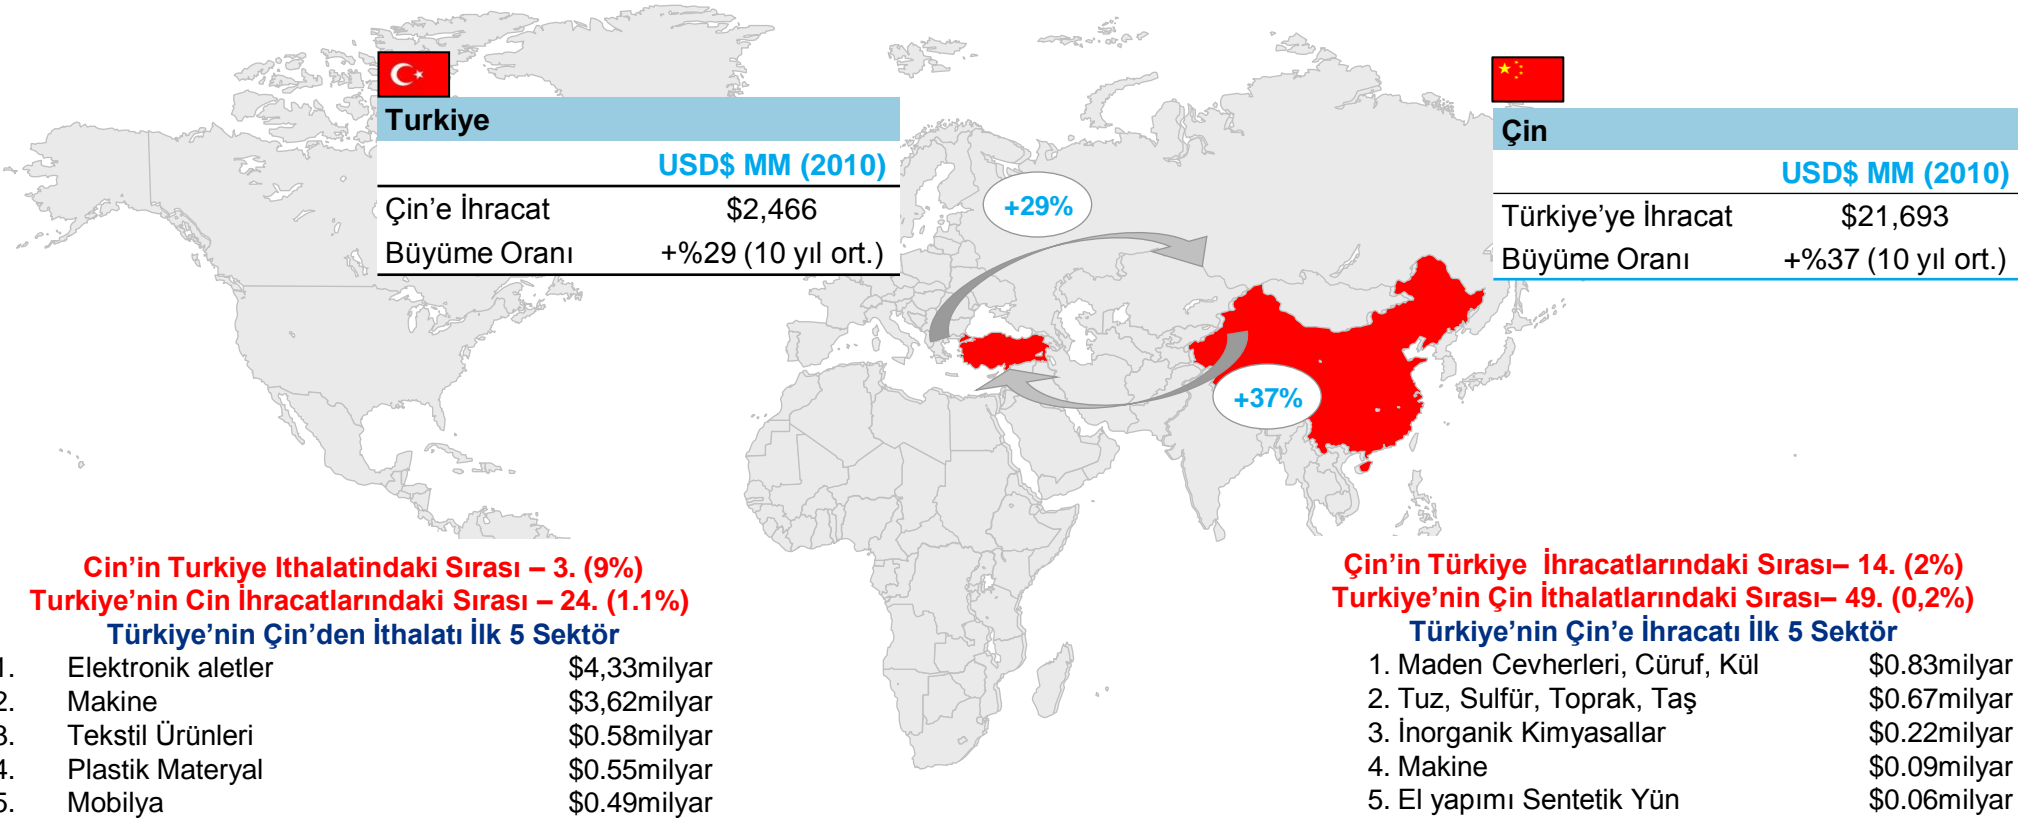 Turkiye
USD$ MM (2010)
Çin’e İhracat $2,466
Büyüme Oranı +%29 (10 yıl ort.)
Çin
USD$ MM (2010)
Türkiye’ye İhracat $21,693
Büyüme Oranı +%37 (10 yıl ort.)
+29%
+37%
Cin’in Turkiye Ithalatindaki Sırası – 3. (9%)
Turkiye’nin Cin İhracatlarındaki Sırası – 24. (1.1%)
Türkiye’nin Çin’den İthalatı İlk 5 Sektör
1. Elektronik aletler $4,33milyar
2. Makine $3,62milyar
3. Tekstil Ürünleri $0.58milyar
4. Plastik Materyal $0.55milyar
5. Mobilya $0.49milyar
Çin’in Türkiye İhracatlarındaki Sırası– 14. (2%)
Turkiye’nin Çin İthalatlarındaki Sırası– 49. (0,2%)
Türkiye’nin Çin’e İhracatı İlk 5 Sektör
1. Maden Cevherleri, Cüruf, Kül $0.83milyar
2. Tuz, Sulfür, Toprak, Taş $0.67milyar
3. İnorganik Kimyasallar $0.22milyar
4. Makine $0.09milyar
5. El yapımı Sentetik Yün $0.06milyar